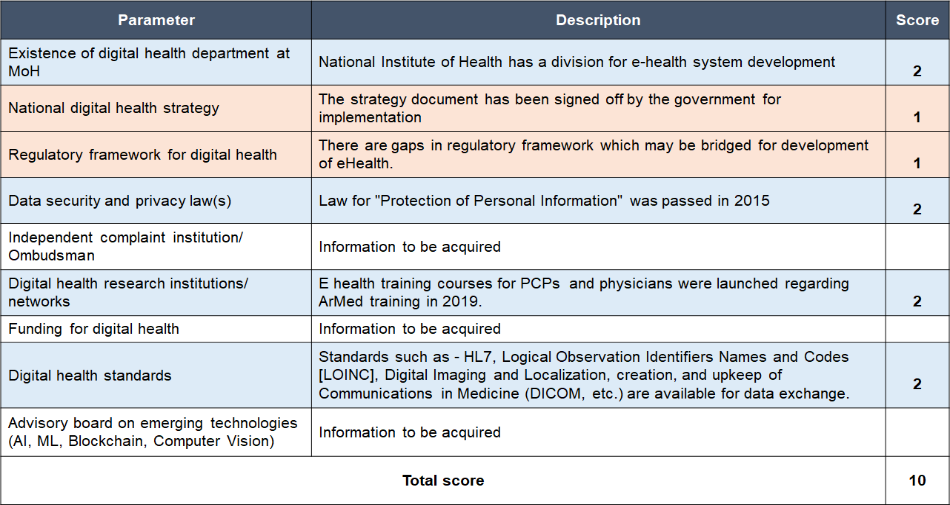 Parameter Description Score
Existence of digital health department at
MoH
National Institute of Health has a division for e-health system development
2
National digital health strategy
The strategy document has been signed off by the government for
implementation
1
Regulatory framework for digital health
There are gaps in regulatory framework which may be bridged for development
of eHealth.
1
Data security and privacy law(s)
Law for "Protection of Personal Information" was passed in 2015
2
Independent complaint institution/
Ombudsman
Information to be acquired
Digital health research institutions/
networks
E health training courses for PCPs and physicians were launched regarding
ArMed training in 2019.
2
Funding for digital health
Information to be acquired
Digital health standards
Standards such as - HL7, Logical Observation Identifiers Names and Codes
[LOINC], Digital Imaging and Localization, creation, and upkeep of
Communications in Medicine (DICOM, etc.) are available for data exchange.
2
Advisory board on emerging technologies
(AI, ML, Blockchain, Computer Vision)
Information to be acquired
Total score 10